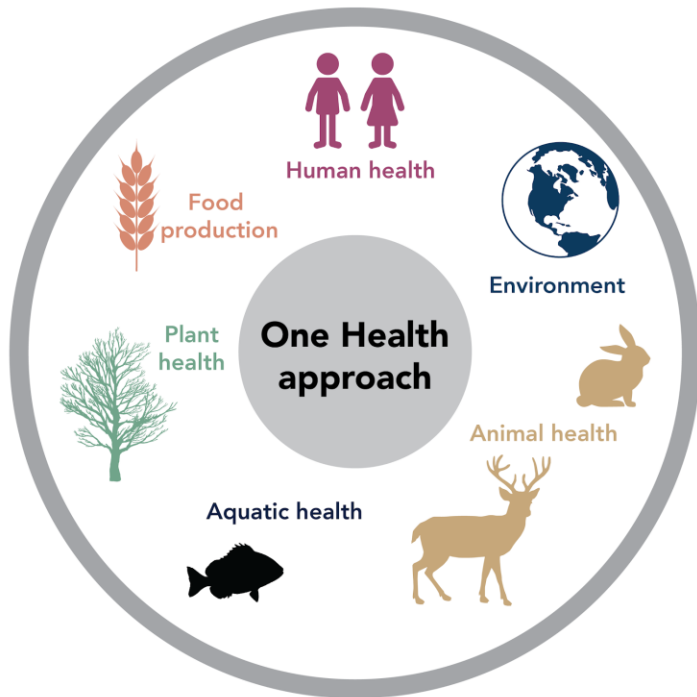 Human health
Food
production
Environment
Plant
health
One Health
approach
Animal health
Aquatic health